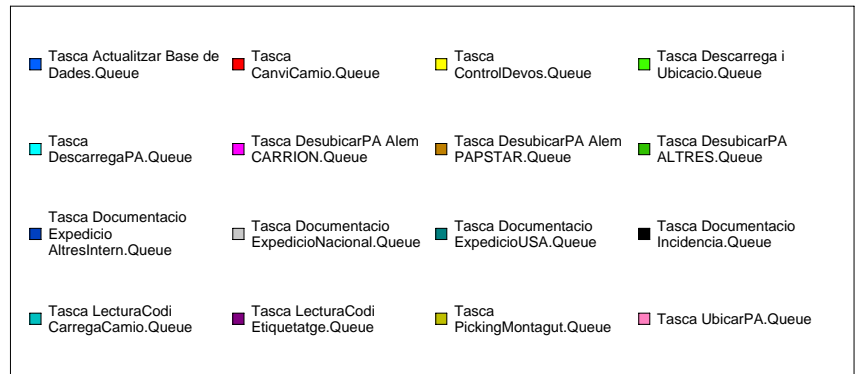 Tasca Actualitzar Base de
Dades.Queue
Tasca
CanviCamio.Queue
Tasca
ControlDevos.Queue
Tasca Descarrega i
Ubicacio.Queue
Tasca
DescarregaPA.Queue
Tasca DesubicarPA Alem
CARRION.Queue
Tasca DesubicarPA Alem
PAPSTAR.Queue
Tasca DesubicarPA
ALTRES.Queue
Tasca Documentacio
Expedicio
AltresIntern.Queue
Tasca Documentacio
ExpedicioNacional.Queue
Tasca Documentacio
ExpedicioUSA.Queue
Tasca Documentacio
Incidencia.Queue
Tasca LecturaCodi
CarregaCamio.Queue
Tasca LecturaCodi
Etiquetatge.Queue
Tasca
PickingMontagut.Queue
Tasca UbicarPA.Queue